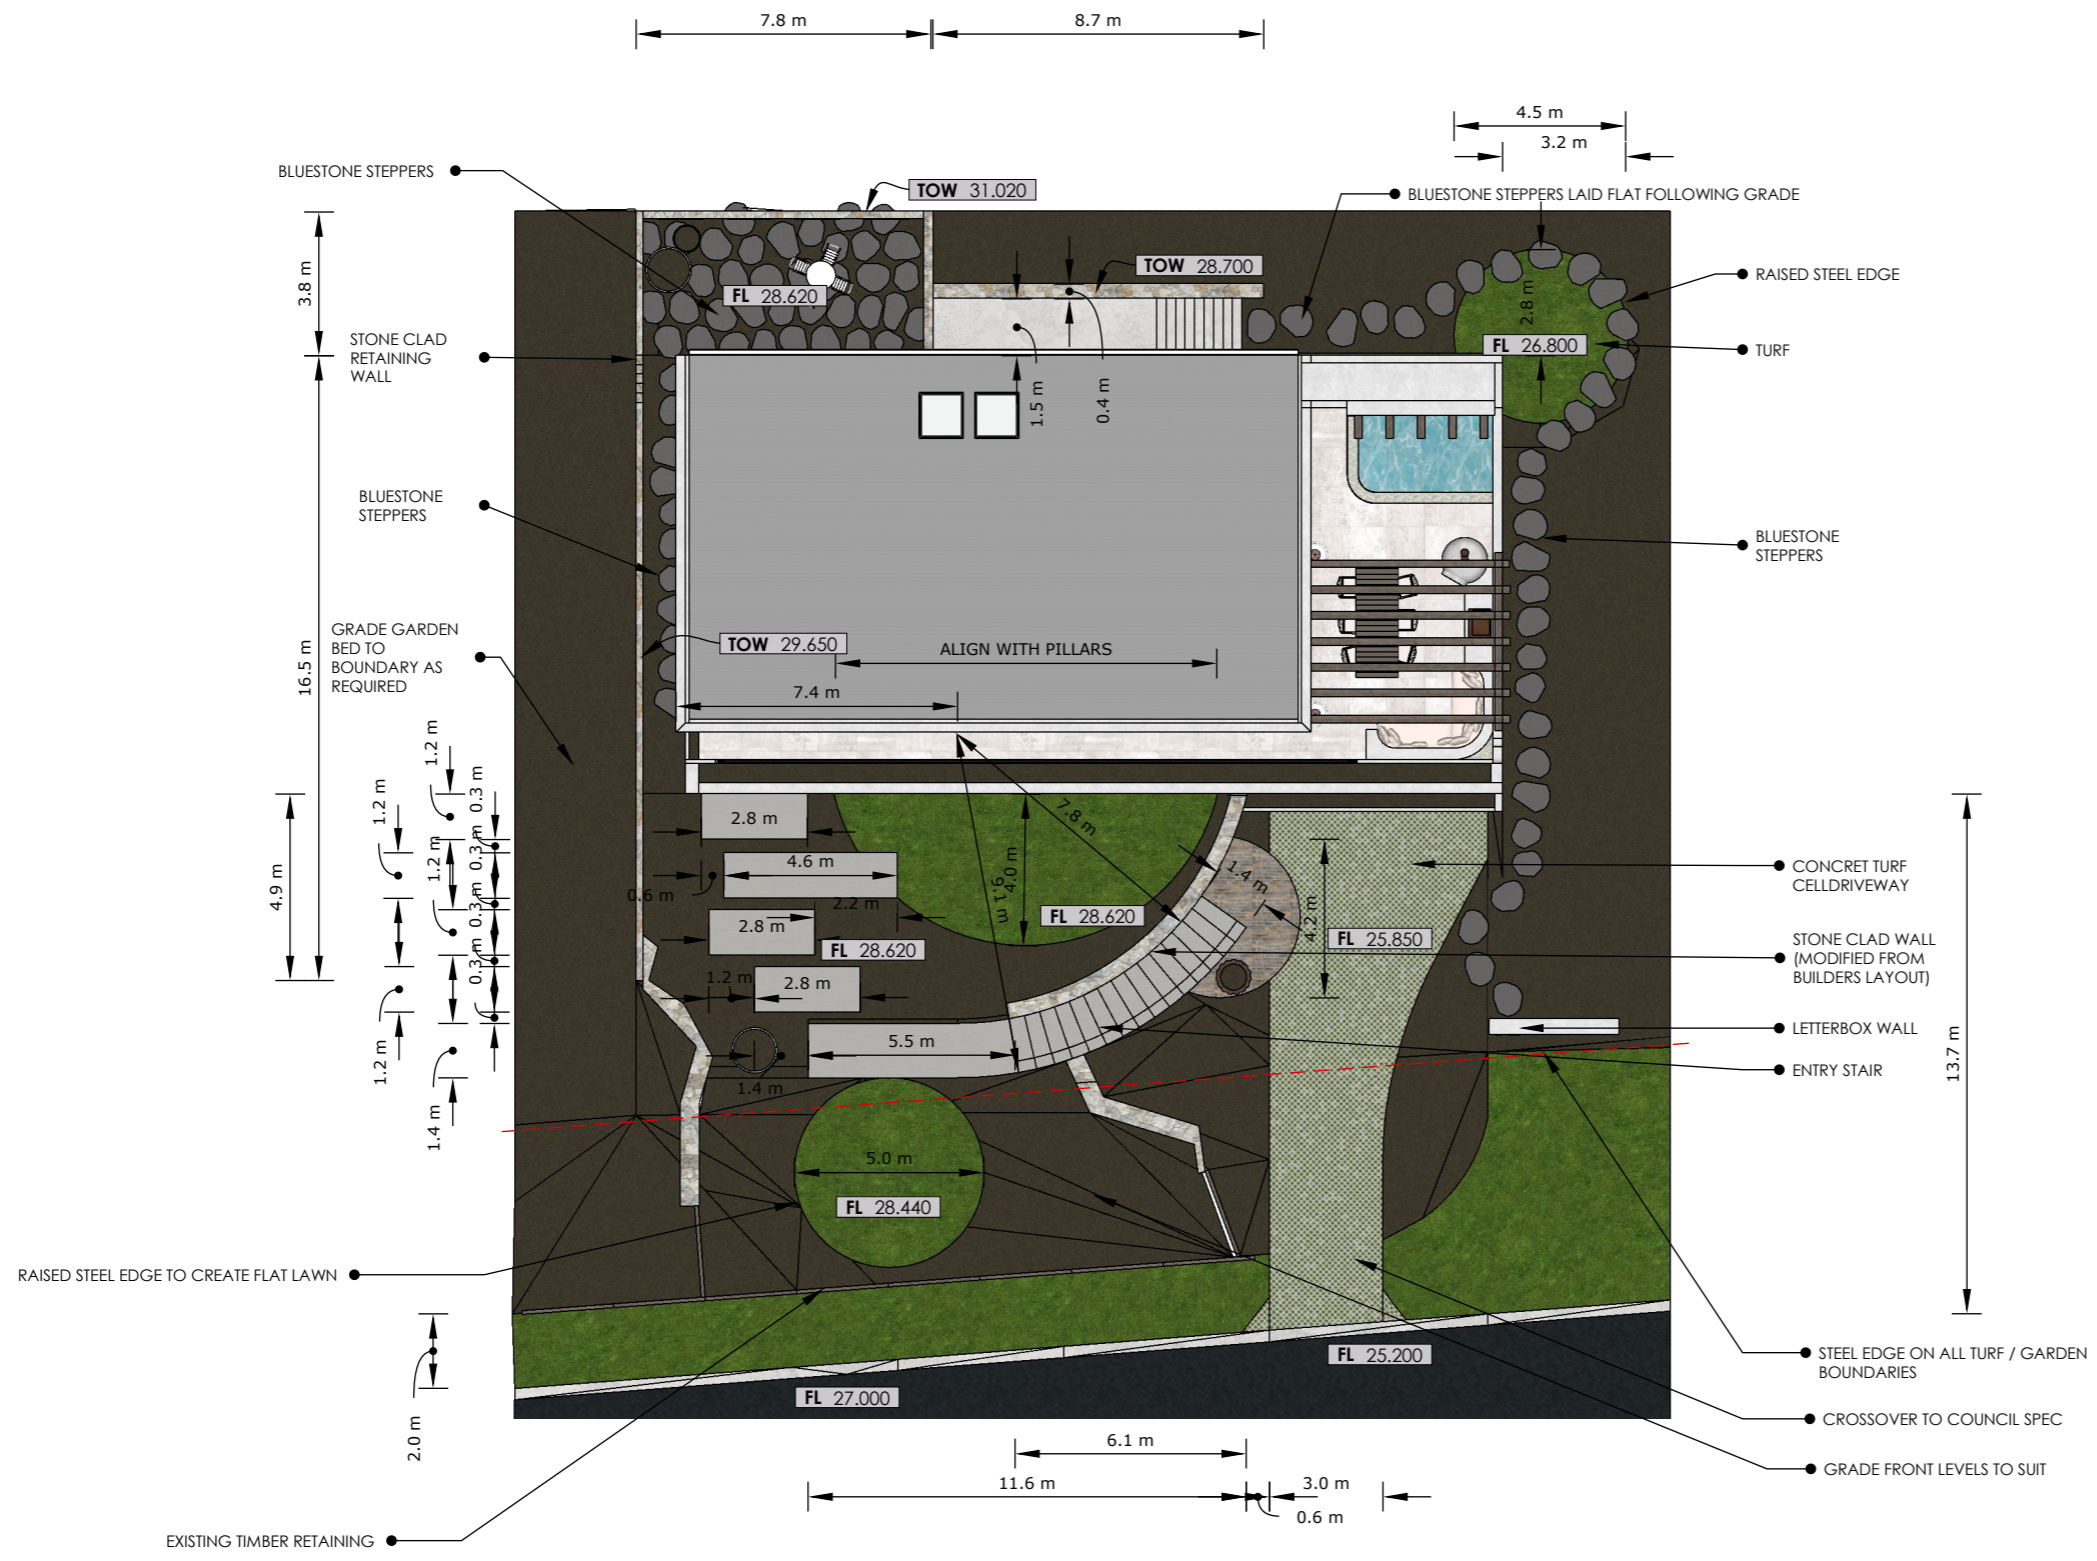 7.8 m
8.7 m
4.5 m
3.2 m
BLUESTONE STEPPERS
TOW 31.020
BLUESTONE STEPPERS LAID FLAT FOLLOWING GRADE
3.8 m
TOW 28.700
RAISED STEEL EDGE
FL 28.620
2.8 m
STONE CLAD
RETAINING
WALL
FL 26.800
TURF
1.5 m
0.4 m
BLUESTONE
STEPPERS
BLUESTONE
STEPPERS
16.5 m
GRADE GARDEN
BED TO
BOUNDARY AS
REQUIRED
TOW 29.650
ALIGN WITH PILLARS
7.4 m
1.2 m
1.2 m
0.3 m
4.9 m
1.2 m
0.3 m
0.3 m
0.3 m
2.8 m
7.8 m
4.6 m
4.0 m
9.1 m
0.6 m
2.2 m
1.4 m
4.2 m
CONCRET TURF
CELLDRIVEWAY
2.8 m
FL 28.620
FL 28.620
FL 25.850
STONE CLAD WALL
(MODIFIED FROM
BUILDERS LAYOUT)
1.2 m
2.8 m
LETTERBOX WALL
5.5 m
1.2 m
1.4 m
1.4 m
ENTRY STAIR
13.7 m
5.0 m
FL 28.440
RAISED STEEL EDGE TO CREATE FLAT LAWN
2.0 m
FL 25.200
FL 27.000
STEEL EDGE ON ALL TURF / GARDEN
BOUNDARIES
CROSSOVER TO COUNCIL SPEC
6.1 m
GRADE FRONT LEVELS TO SUIT
11.6 m
3.0 m
0.6 m
EXISTING TIMBER RETAINING